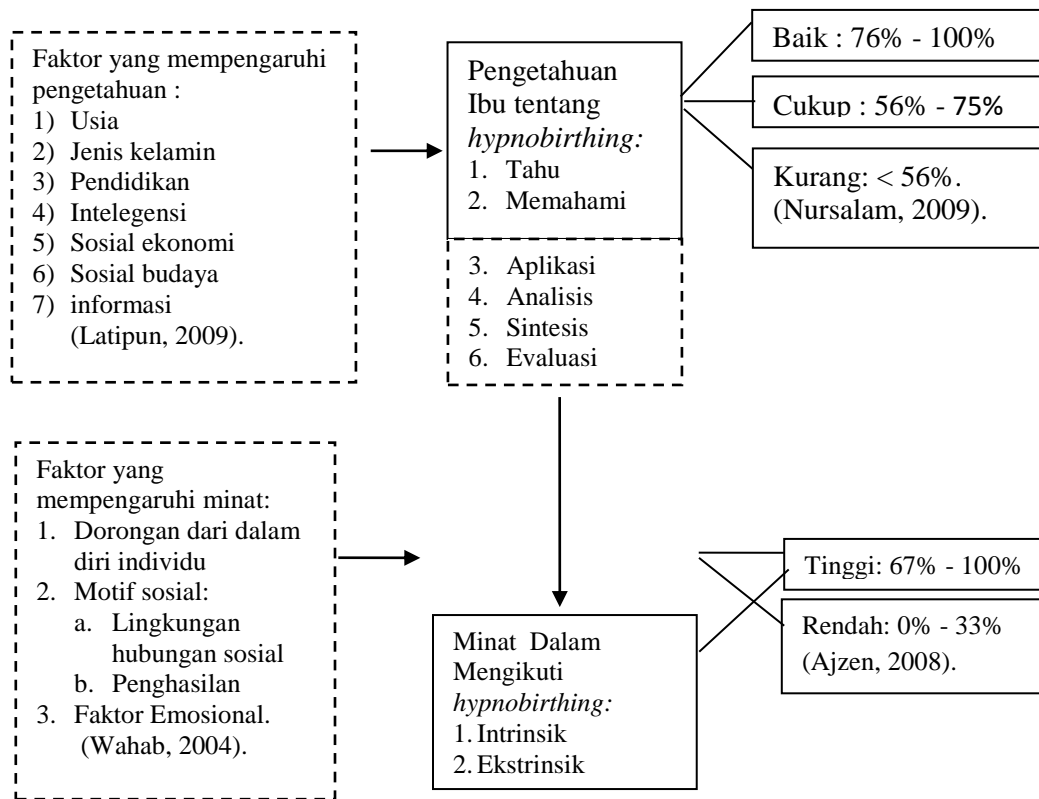 Faktor yang mempengaruhi
pengetahuan :
1) Usia
2) Jenis kelamin
3) Pendidikan
4) Intelegensi
5) Sosial ekonomi
6) Sosial budaya
7) informasi
(Latipun, 2009).
Pengetahuan
Ibu tentang
hypnobirthing:
1. Tahu
2. Memahami
3. Aplikasi
4. Analisis
5. Sintesis
6. Evaluasi
Baik : 76% - 100%
Cukup : 56% - 75%
Kurang: < 56%.
(Nursalam, 2009).
Faktor yang
mempengaruhi minat:
1. Dorongan dari dalam
diri individu
2. Motif sosial:
a. Lingkungan
hubungan sosial
b. Penghasilan
3. Faktor Emosional.
(Wahab, 2004).
Minat Dalam
Mengikuti
hypnobirthing:
1. Intrinsik
2. Ekstrinsik
Tinggi: 67% - 100%
Rendah: 0% - 33%
(Ajzen, 2008).